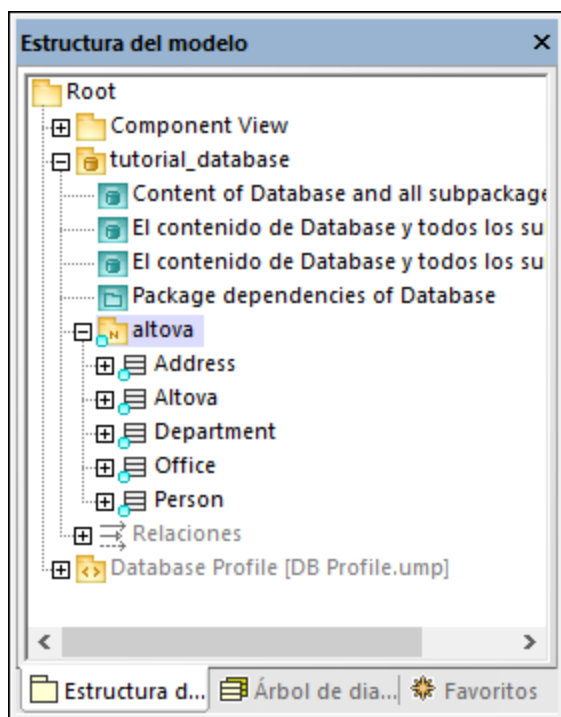 Estructura del modelo
Root
Component View
tutorial_database
Content of Database and all subpackage
El contenido de Database y todos los su
El contenido de Database y todos los su
Package dependencies of Database
altova
Address
Altova
Department
Office
Person
Relaciones
Database Profile [DB Profile.ump]
Estructura d... Árbol de dia... Favoritos